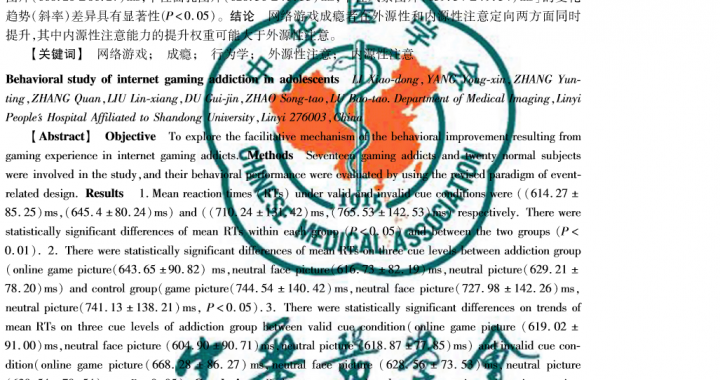 趋势(斜率)差异具有显著性(P<0.05)。结论 网络游戏成瘾者在外源性和内源性注意定向两方面同时
提升,其中内源性注意能力的提升权重可能大于外源性注意。
【关键词】 网络游戏; 成瘾; 行为学; 外源性注意; 内源性注意
Behavioral study of internet gaming addiction in adolescents LI Xiao-dong, YANG Yong-xin, ZHANG Yun-
ting, ZHANG Quan, LIU Lin-xiang, DU Gui-jin, ZHAO Song-tao, LU Bao-tao. Department of Medical Imaging, Linyi
People's Hospital Affiliated to Shandong University, Linyi 276003, China
【Abstract】 Objective To explore the facilitative mechanism of the behavioral improvement resulting from
gaming experience in internet gaming addicts. Methods Seventeen gaming addicts and twenty normal subjects
were involved in the study, and their behavioral performance were evaluated by using the revised paradigm of event-
related design. Results 1. Mean reaction times (RTs) under valid and invalid cue conditions were ((614.27 ±
85.25)ms, (645.4 ±80.24)ms) and ((710.24 ±131.42)ms, (765.53 ±142.53)ms) respectively. There were
statistically significant differences of mean RTs within each group (P<0.05) and between the two groups (P<
0.01). 2. There were statistically significant differences of mean RTs on three cue levels between addiction group
(online game picture(643.65 ±90.82) ms, neutral face picture(616.73 ±82.19)ms, neutral picture(629.21 ±
78.20)ms) and control group(game picture(744.54 ±140.42)ms, neutral face picture(727.98 ±142.26)ms,
neutral picture(741.13 ±138.21)ms, P<0.05). 3. There were statistically significant differences on trends of
mean RTs on three cue levels of addiction group between valid cue condition(online game picture (619.02 ±
91.00)ms, neutral face picture (604.90 ±90.71)ms, neutral picture (618.87 ±77.85)ms) and invalid cue con-
dition(online game picture (668.28 ±86.27)ms, neutral face picture (628.56 ±73.53)ms, neutral picture
CHINESE MEDICAL ASSOCIATION
中华医学会